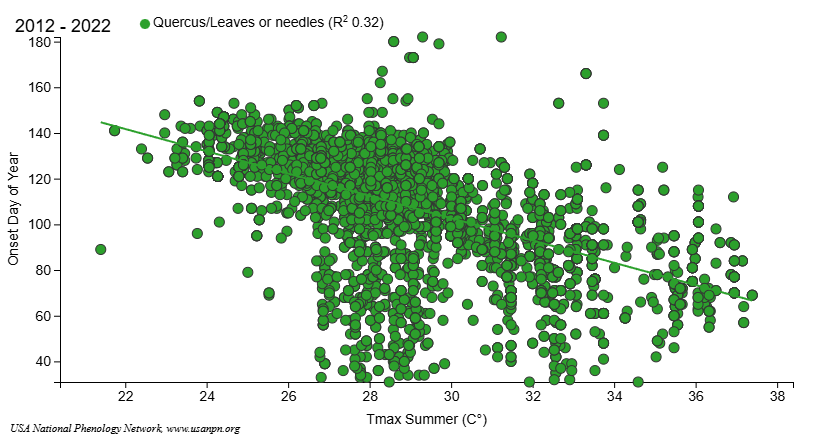 2012 - 2022
Quercus/Leaves or needles (R² 0.32)
180
160
140
120
100
80
60
40
Onset Day of Year
22 24 26 28 30 32 34 36 38
Tmax Summer (C°)
USA National Phenology Network, www.usanpn.org